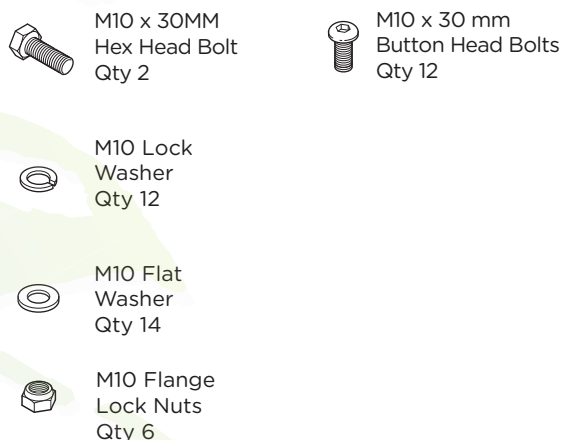 M10 x 30MM
Hex Head Bolt
Qty 2
M10 x 30 mm
Button Head Bolts
Qty 12
M10 Lock
Washer
Qty 12
M10 Flat
Washer
Qty 14
M10 Flange
Lock Nuts
Qty 6